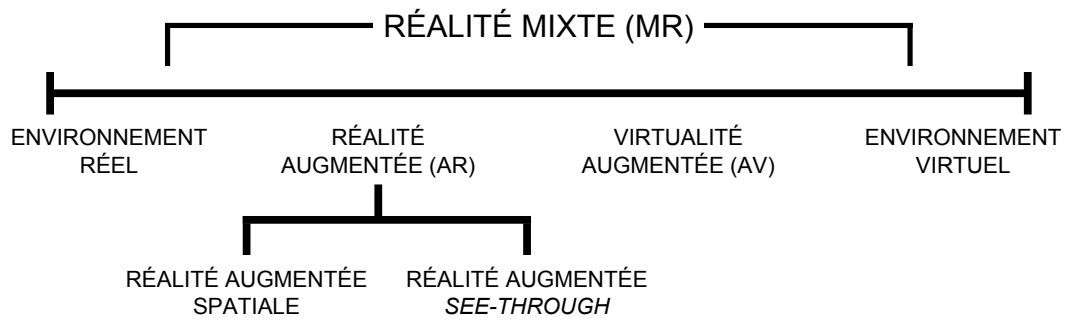 RÉALITÉ MIXTE (MR)
ENVIRONNEMENT
RÉEL
RÉALITÉ
AUGMENTÉE (AR)
VIRTUALITÉ
AUGMENTÉE (AV)
ENVIRONNEMENT
VIRTUEL
RÉALITÉ AUGMENTÉE
SPATIALE
RÉALITÉ AUGMENTÉE
SEE-THROUGH